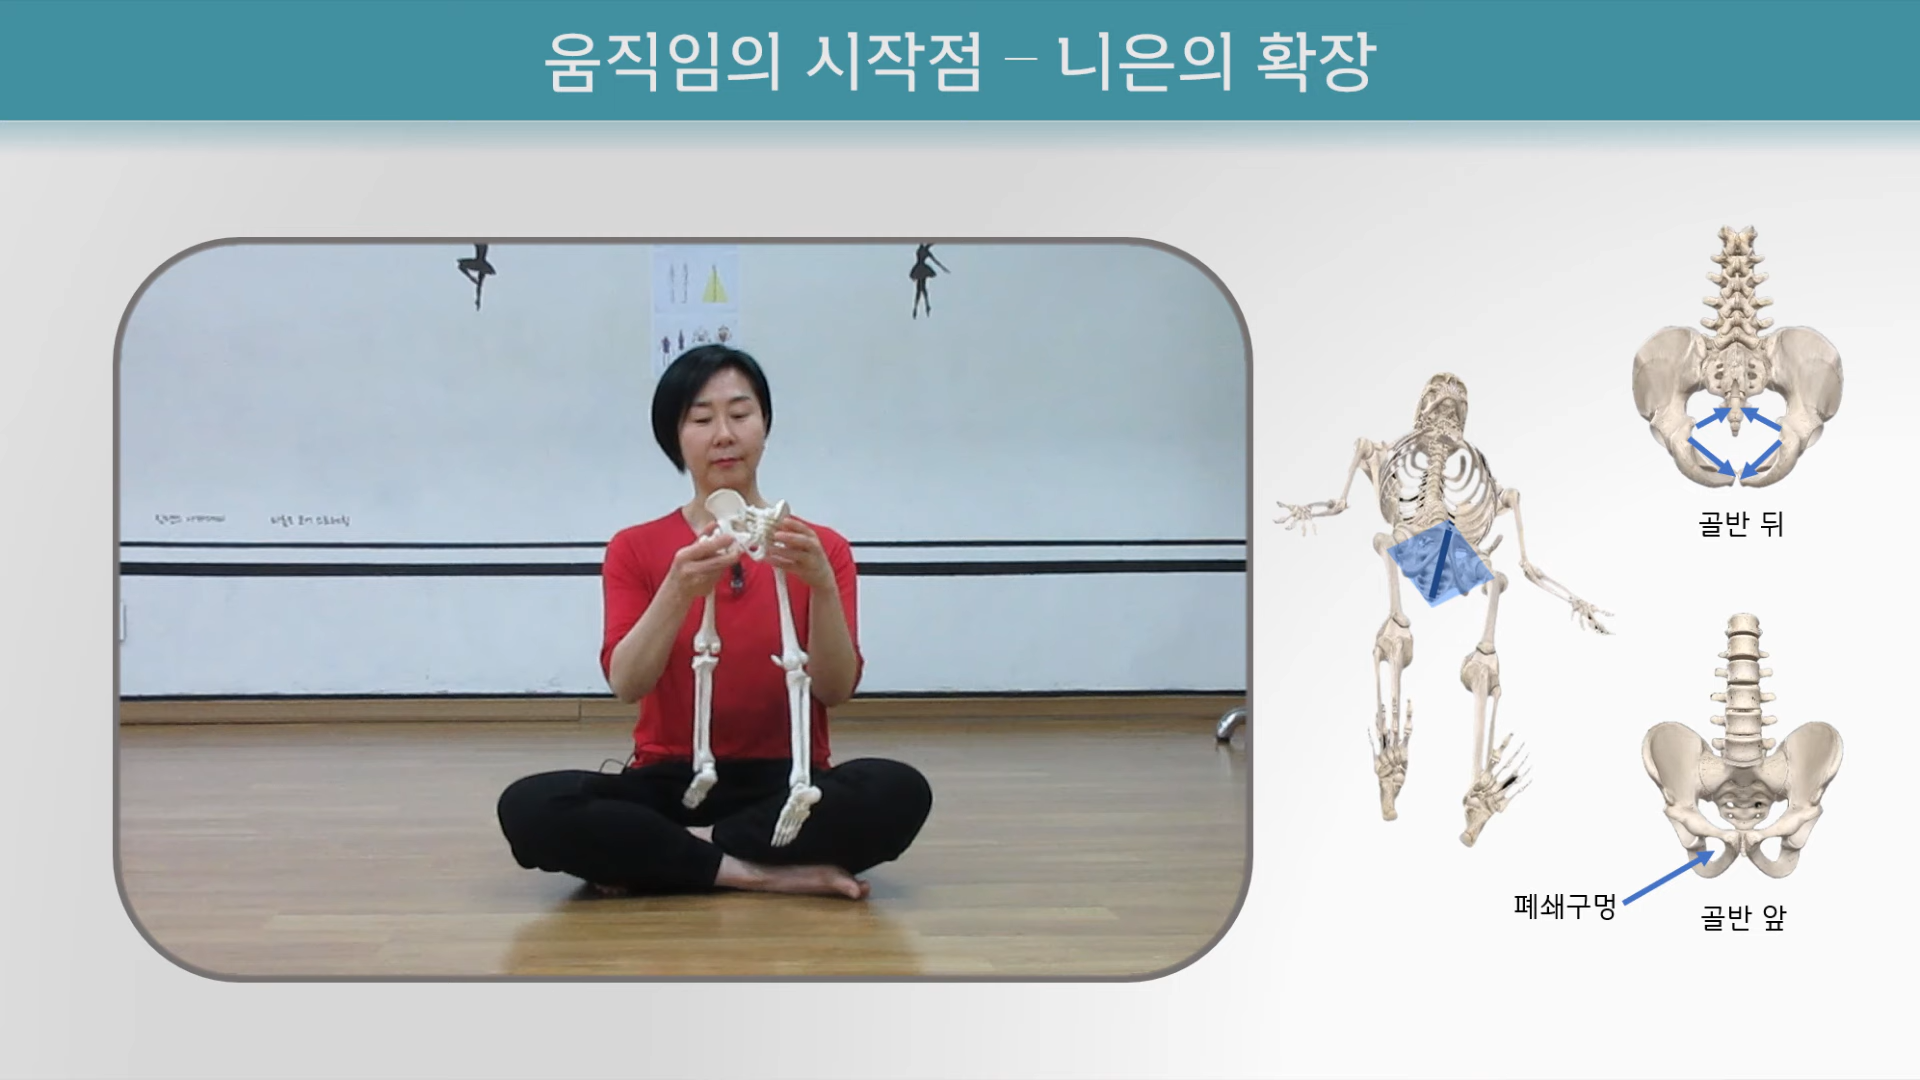 움직임의 시작점 – 니은의 확장
골반 뒤
폐쇄구멍
골반 앞